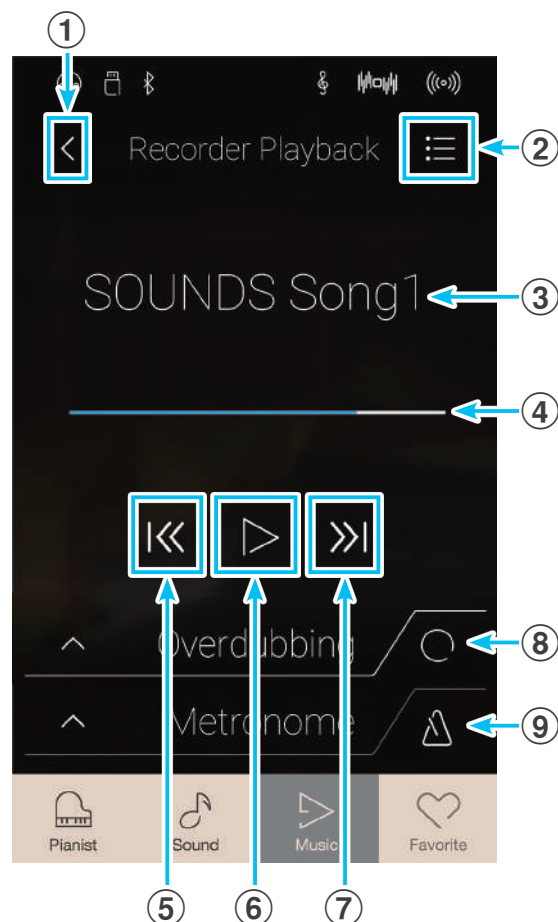 ①
Recorder Playback
②
SOUNDS Song1
③
④
Overdubbing
⑧
Metronome
⑨
Pianist Sound Music Favorite
⑤ ⑥ ⑦